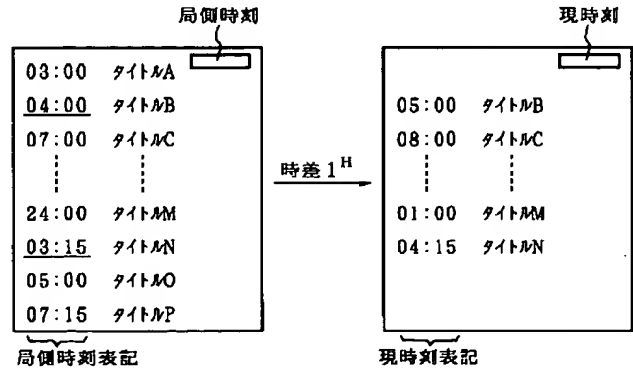 局側時刻
現時刻
03:00 タイトルA
04:00 タイトルB
07:00 タイトルC
24:00 タイトルM
03:15 タイトルN
05:00 タイトルO
07:15 タイトルP
局側時刻表記
時差1H
05:00 タイトルB
08:00 タイトルC
01:00 タイトルM
04:15 タイトルN
現時刻表記